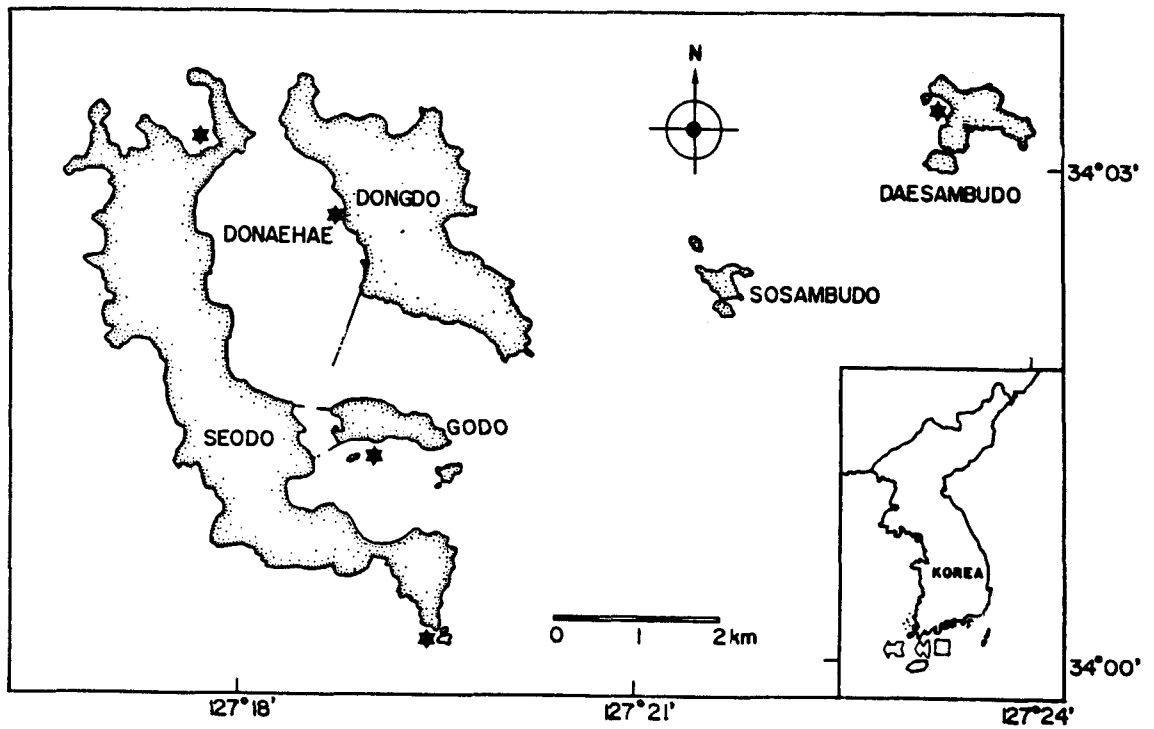 N
34°03'
DAESAMBUDO
DONGDO
DONAEHAE
SOSAMBUDO
GODO
SEODO
KOREA
0 1 2 km
34°00'
127°18'
127°21'
127°24'